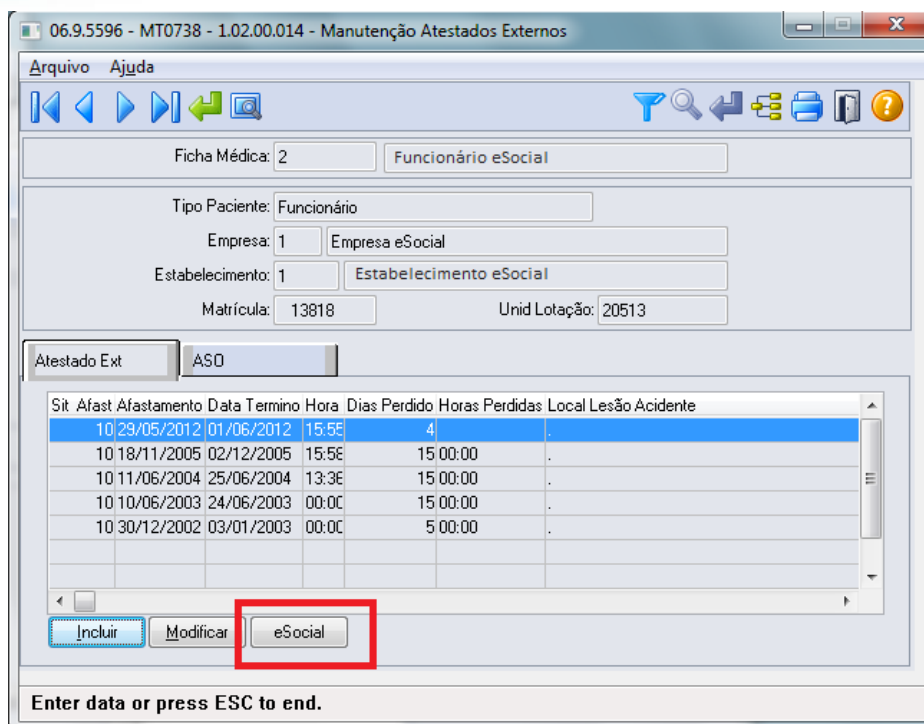 06.9.5596 - MT0738 - 1.02.00.014 - Manutenção Atestados Externos
Arquivo Ajuda
Ficha Médica: 2 Funcionário eSocial
Tipo Paciente: Funcionário
Empresa: 1 Empresa eSocial
Estabelecimento: 1 Estabelecimento eSocial
Matrícula: 13818 Unid Lotação: 20513
Atestado Ext ASO
Sit Afast Afastamento Data Termino Hora Dias Perdido Horas Perdidas Local Lesão Acidente
10 29/05/2012 01/06/2012 15:55 4 .
10 18/11/2005 02/12/2005 15:58 15 00:00 .
10 11/06/2004 25/06/2004 13:36 15 00:00 .
10 10/06/2003 24/06/2003 00:00 15 00:00 .
10 30/12/2002 03/01/2003 00:00 5 00:00 .
Incluir Modificar eSocial
Enter data or press ESC to end.